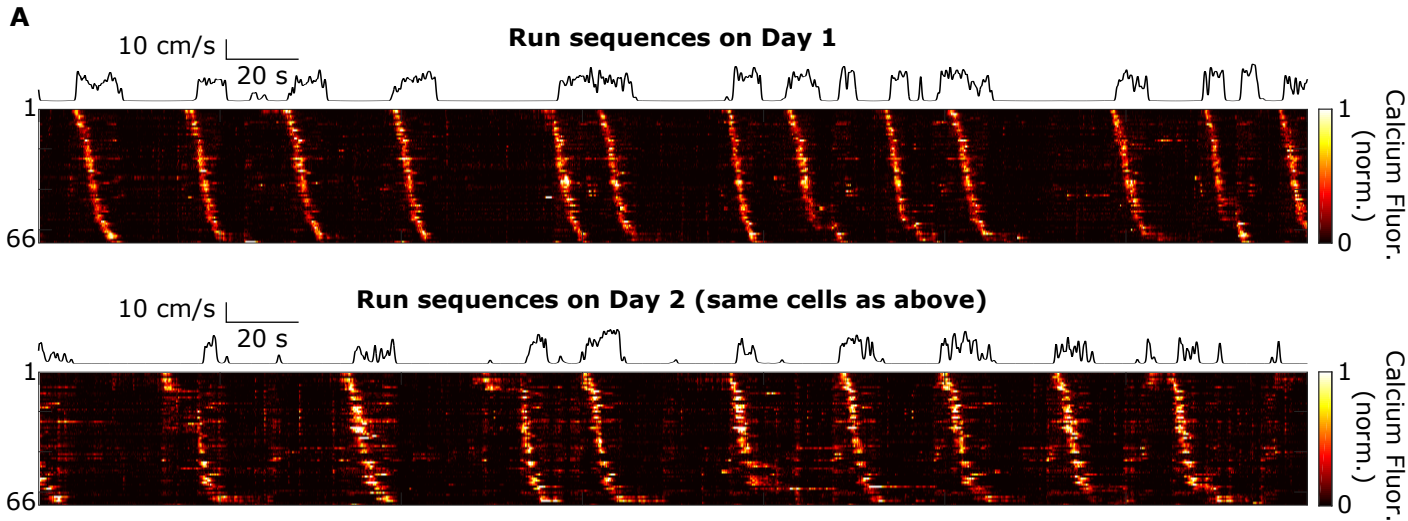 A
Run sequences on Day 1
10 cm/s
20 s
1
66
1
0
Calcium Fluor.
(norm.)
Run sequences on Day 2 (same cells as above)
10 cm/s
20 s
1
66
1
0
Calcium Fluor.
(norm.)